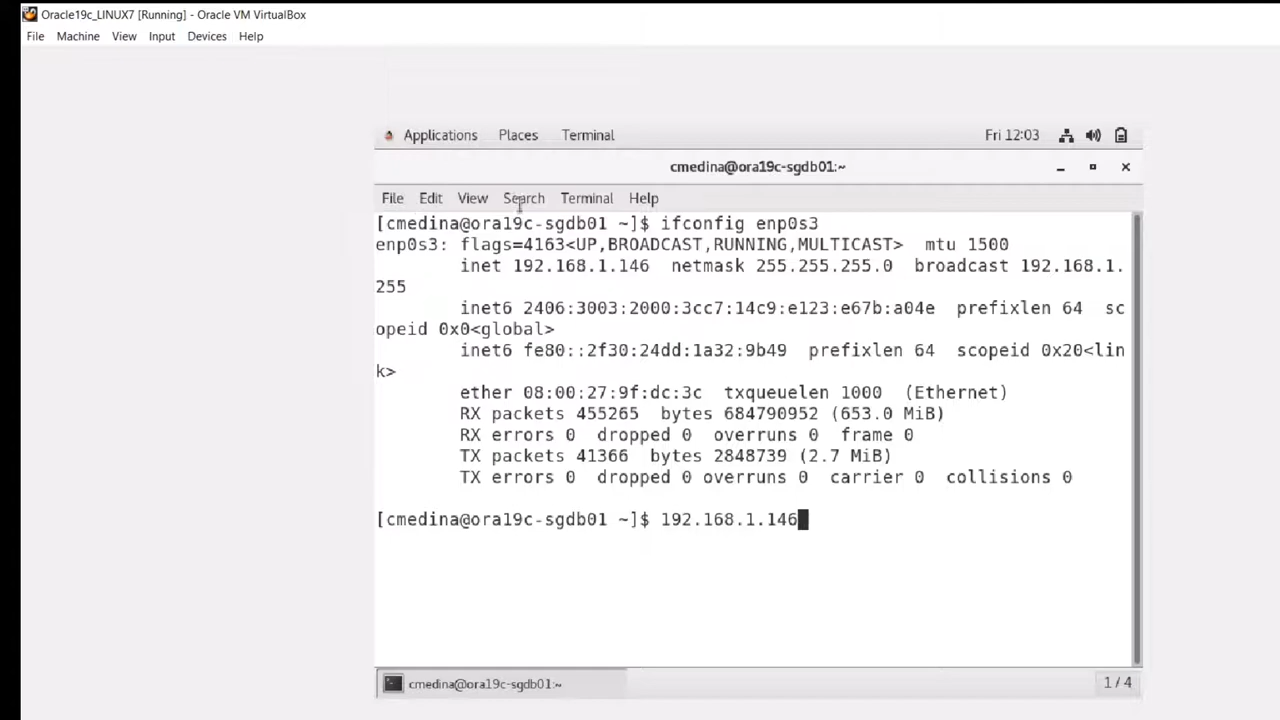 Oracle19c_LINUX7 [Running] - Oracle VM VirtualBox
File Machine View Input Devices Help
Applications Places Terminal Fri 12:03
cmedina@ora19c-sgdb01:~
File Edit View Search Terminal Help
[cmedina@ora19c-sgdb01 ~]$ ifconfig enp0s3
enp0s3: flags=4163<UP,BROADCAST,RUNNING,MULTICAST>  mtu 1500
        inet 192.168.1.146  netmask 255.255.255.0  broadcast 192.168.1.
255
        inet6 2406:3003:2000:3cc7:14c9:e123:e67b:a04e  prefixlen 64  sc
opeid 0x0<global>
        inet6 fe80::2f30:24dd:1a32:9b49  prefixlen 64  scopeid 0x20<lin
k>
        ether 08:00:27:9f:dc:3c  txqueuelen 1000  (Ethernet)
        RX packets 455265  bytes 684790952 (653.0 MiB)
        RX errors 0  dropped 0  overruns 0  frame 0
        TX packets 41366  bytes 2848739 (2.7 MiB)
        TX errors 0  dropped 0 overruns 0  carrier 0  collisions 0
[cmedina@ora19c-sgdb01 ~]$ 192.168.1.146
cmedina@ora19c-sgdb01:~ 1 / 4